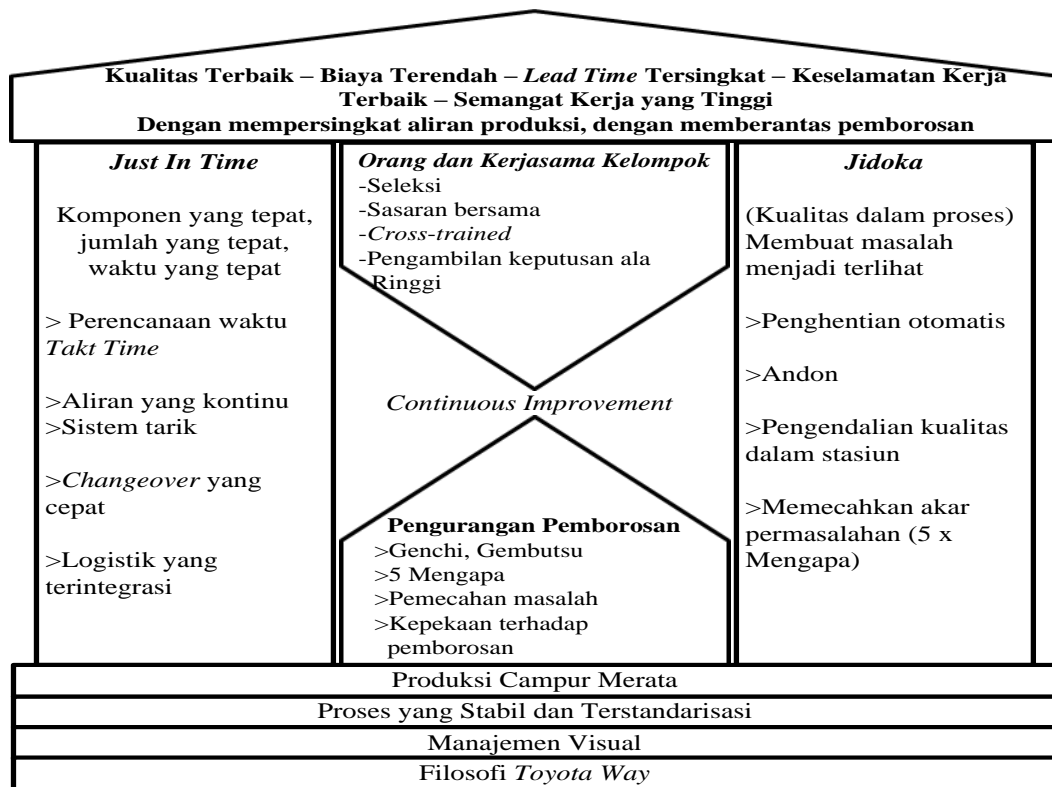 Kualitas Terbaik – Biaya Terendah – Lead Time Tersingkat – Keselamatan Kerja
Terbaik – Semangat Kerja yang Tinggi
Dengan mempersingkat aliran produksi, dengan memberantas pemborosan
Just In Time
Komponen yang tepat,
jumlah yang tepat,
waktu yang tepat
> Perencanaan waktu
Takt Time
>Aliran yang kontinu
>Sistem tarik
>Changeover yang
cepat
>Logistik yang
terintegrasi
Orang dan Kerjasama Kelompok
-Seleksi
-Sasaran bersama
-Cross-trained
-Pengambilan keputusan ala
Ringgi
Continuous Improvement
Pengurangan Pemborosan
>Genchi, Gembutsu
>5 Mengapa
>Pemecahan masalah
>Kepekaan terhadap
pemborosan
Jidoka
(Kualitas dalam proses)
Membuat masalah
menjadi terlihat
>Penghentian otomatis
>Andon
>Pengendalian kualitas
dalam stasiun
>Memecahkan akar
permasalahan (5 x
Mengapa)
Produksi Campur Merata
Proses yang Stabil dan Terstandarisasi
Manajemen Visual
Filosofi Toyota Way